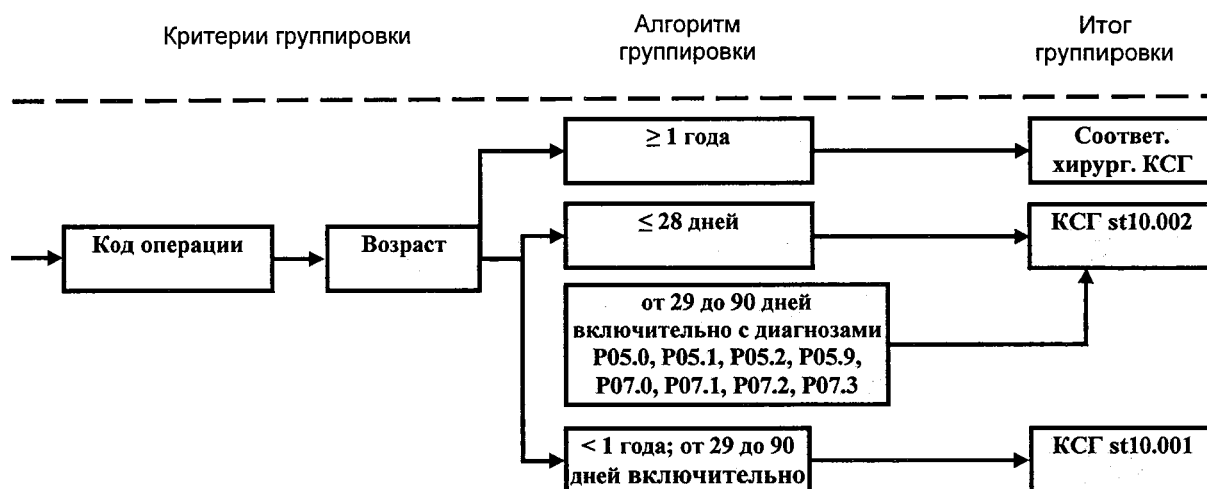 Критерии группировки
Алгоритм
группировки
Итог
группировки
≥ 1 года
Соответ.
хирург. КСГ
Код операции
Возраст
≤ 28 дней
КСГ st10.002
от 29 до 90 дней
включительно с диагнозами
P05.0, P05.1, P05.2, P05.9,
P07.0, P07.1, P07.2, P07.3
< 1 года; от 29 до 90
дней включительно
КСГ st10.001